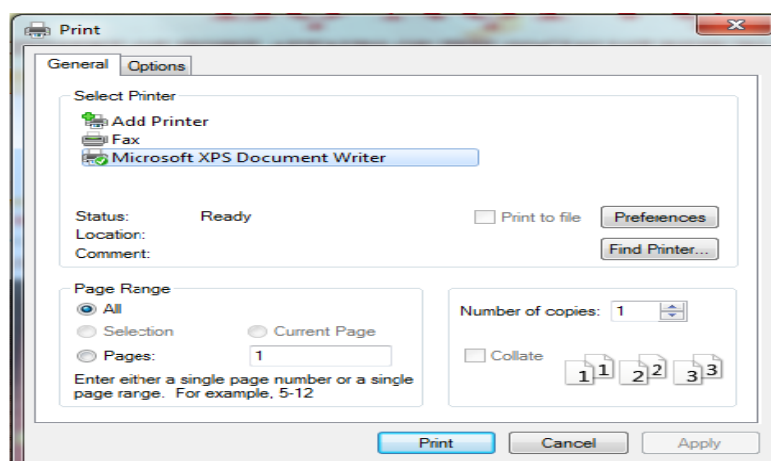 Print
General Options
Select Printer
Add Printer
Fax
Microsoft XPS Document Writer
Status: Ready Print to file Preferences
Location:
Comment: Find Printer...
Page Range
All
Selection Current Page
Pages: 1
Enter either a single page number or a single
page range. For example, 5-12
Number of copies: 1
Collate
1 1 2 2 3 3
Print Cancel Apply